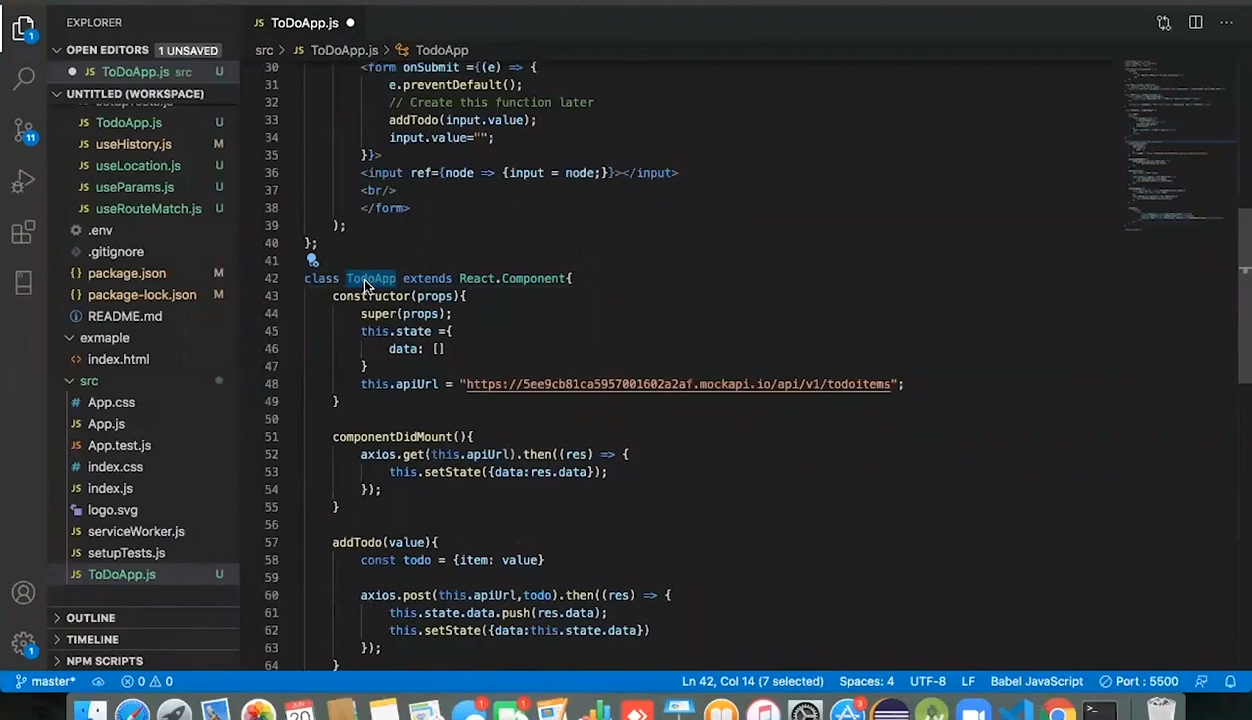 EXPLORER
OPEN EDITORS 1 UNSAVED
JS ToDoApp.js src U
UNTITLED (WORKSPACE)
JS TodoApp.js U
JS useHistory.js M
JS useLocation.js U
JS useParams.js U
JS useRouteMatch.js U
.env
.gitignore
package.json M
package-lock.json M
README.md
exmaple
index.html
src
App.css
JS App.js
JS App.test.js
index.css
JS index.js
logo.svg
JS serviceWorker.js
JS setupTests.js
JS ToDoApp.js U
OUTLINE
TIMELINE
NPM SCRIPTS
1
11
1
JS ToDoApp.js
src > JS ToDoApp.js > TodoApp
30 <form onSubmit ={(e) => {
31 e.preventDefault();
32 // Create this function later
33 addTodo(input.value);
34 input.value="";
35 }}>
36 <input ref={node => {input = node;}}></input>
37 <br/>
38 </form>
39 );
40 };
41
42 class TodoApp extends React.Component{
43 constructor(props){
44 super(props);
45 this.state ={
46 data: []
47 }
48 this.apiUrl = "https://5ee9cb81ca5957001602a2af.mockapi.io/api/v1/todoitems";
49 }
50
51 componentDidMount(){
52 axios.get(this.apiUrl).then((res) => {
53 this.setState({data:res.data});
54 });
55 }
56
57 addTodo(value){
58 const todo = {item: value}
59
60 axios.post(this.apiUrl,todo).then((res) => {
61 this.state.data.push(res.data);
62 this.setState({data:this.state.data})
63 });
64 }
master* 0 0 Ln 42, Col 14 (7 selected) Spaces: 4 UTF-8 LF Babel JavaScript Port : 5500